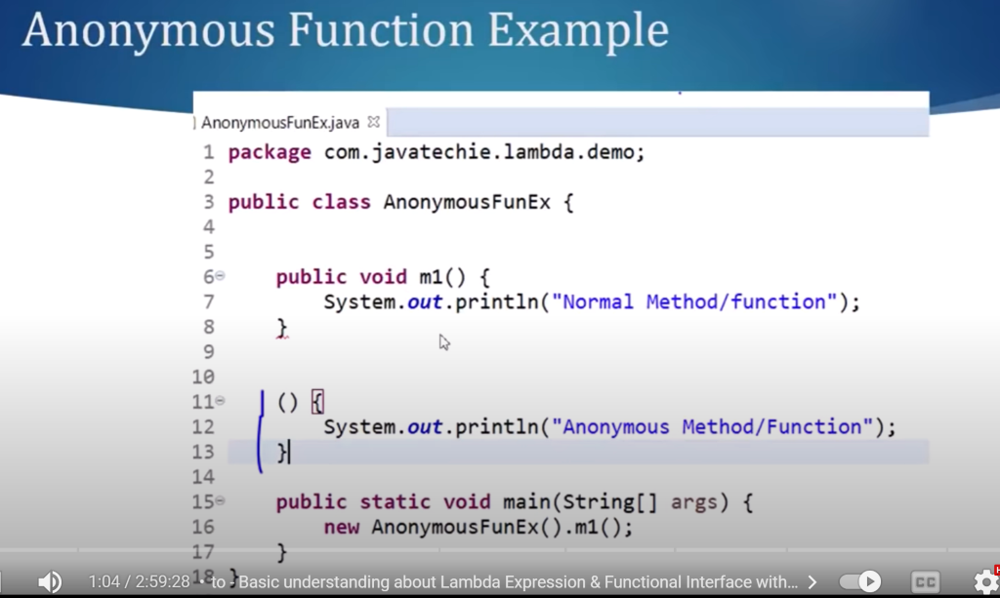 Anonymous Function Example
AnonymousFunEx.java
1 package com.javatechie.lambda.demo;
2
3 public class AnonymousFunEx {
4
5
6 public void m1() {
7 System.out.println("Normal Method/function");
8 }
9
10
11 () {
12 System.out.println("Anonymous Method/Function");
13 }
14
15 public static void main(String[] args) {
16 new AnonymousFunEx().m1();
17 }
18 }
1:04 / 2:59:28 • to - Basic understanding about Lambda Expression & Functional Interface with...
CC